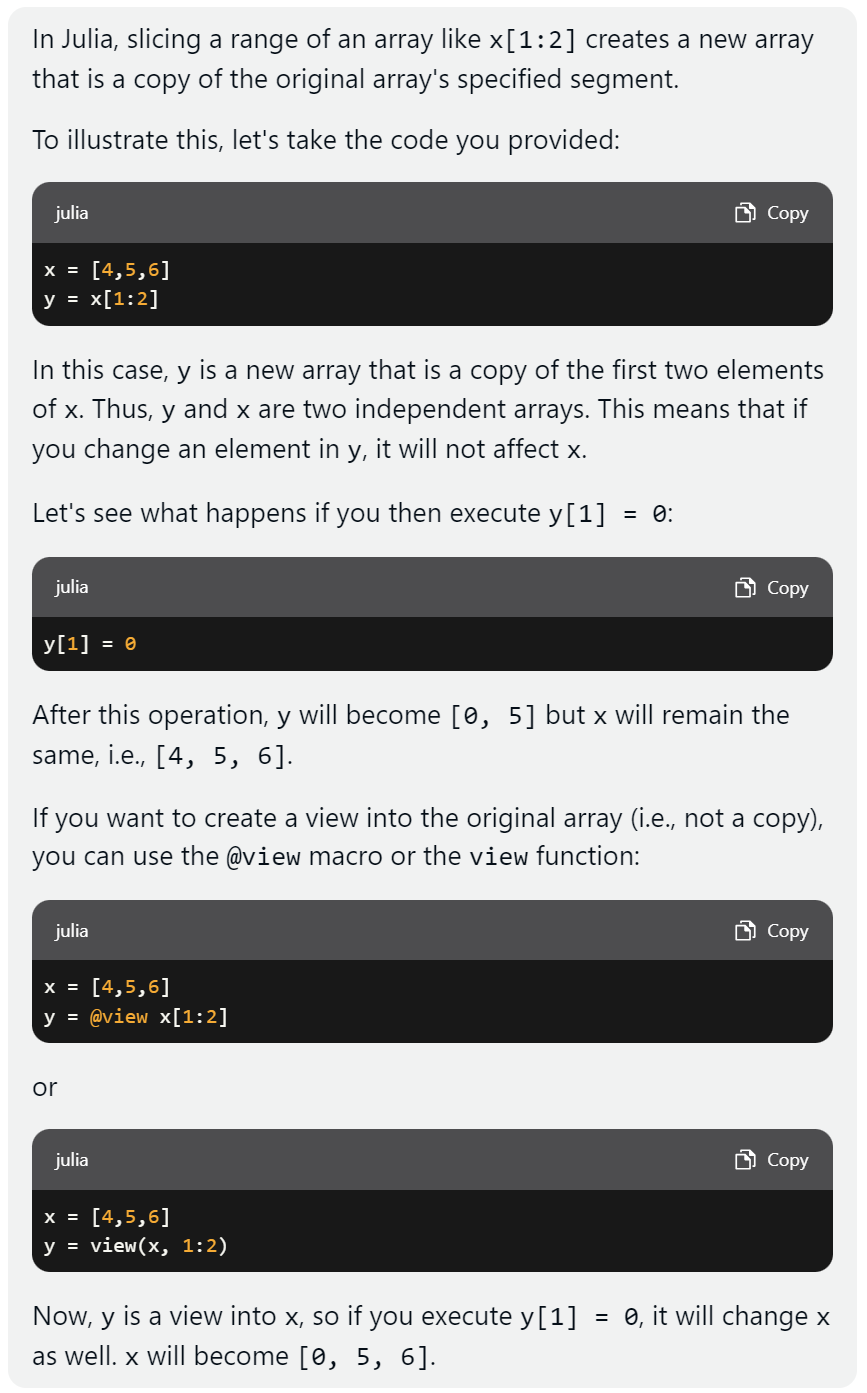 In Julia, slicing a range of an array like x[1:2] creates a new array
that is a copy of the original array's specified segment.
To illustrate this, let's take the code you provided:
julia
Copy
x = [4,5,6]
y = x[1:2]
In this case, y is a new array that is a copy of the first two elements
of x. Thus, y and x are two independent arrays. This means that if
you change an element in y, it will not affect x.
Let's see what happens if you then execute y[1] = 0:
julia
Copy
y[1] = 0
After this operation, y will become [0, 5] but x will remain the
same, i.e., [4, 5, 6].
If you want to create a view into the original array (i.e., not a copy),
you can use the @view macro or the view function:
julia
Copy
x = [4,5,6]
y = @view x[1:2]
or
julia
Copy
x = [4,5,6]
y = view(x, 1:2)
Now, y is a view into x, so if you execute y[1] = 0, it will change x
as well. x will become [0, 5, 6].